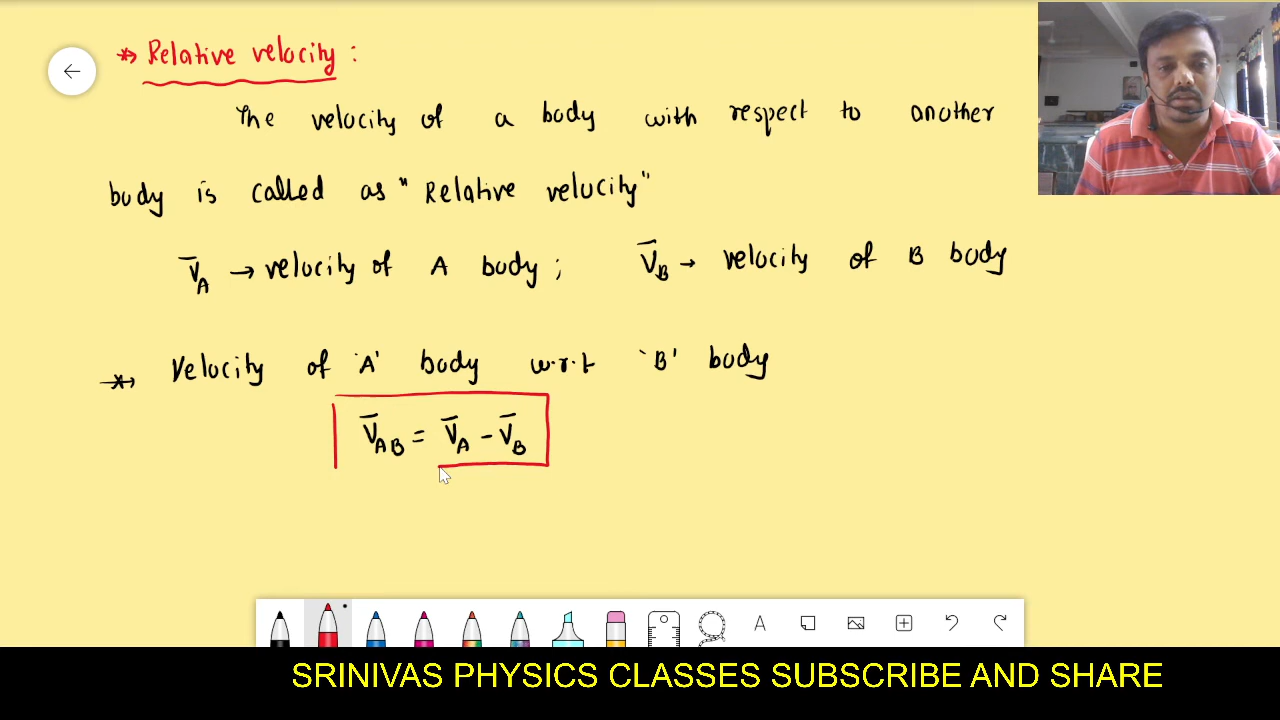 * Relative velocity :
The velocity of a body with respect to another
body is called as "Relative velocity"
V̅A → velocity of A body ; V̅B → velocity of B body
* Velocity of 'A' body w.r.t 'B' body
V̅AB = V̅A - V̅B
A
SRINIVAS PHYSICS CLASSES SUBSCRIBE AND SHARE